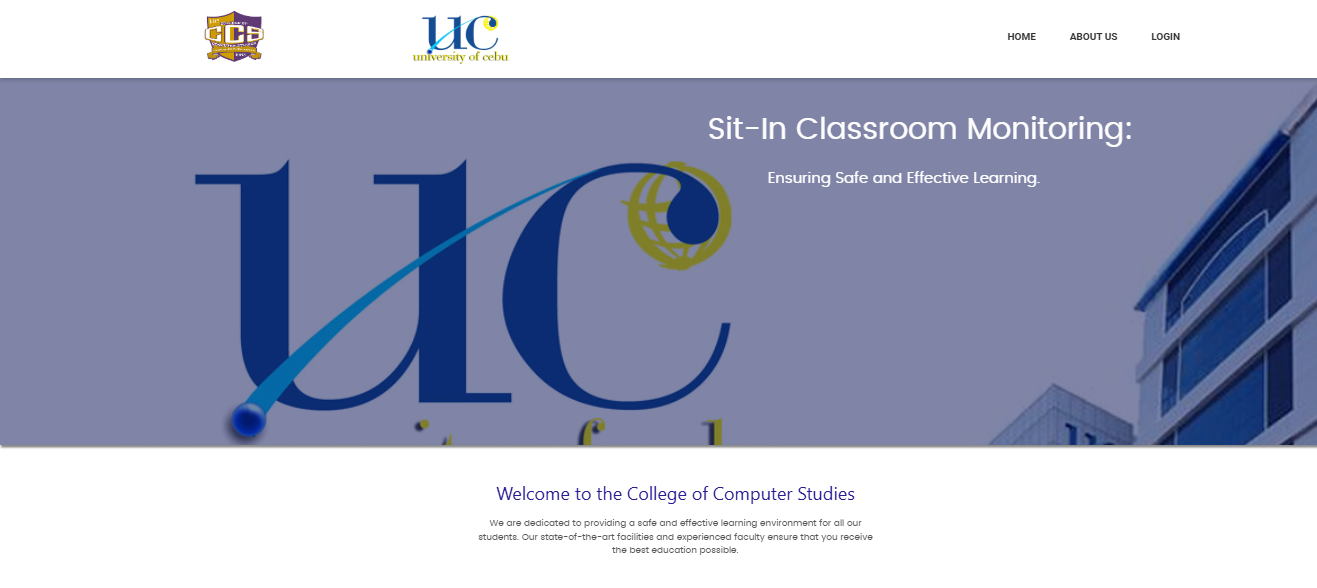 CCS
uc
university of cebu
HOME
ABOUT US
LOGIN
Sit-In Classroom Monitoring:
Ensuring Safe and Effective Learning.
uc
Welcome to the College of Computer Studies
We are dedicated to providing a safe and effective learning environment for all our
students. Our state-of-the-art facilities and experienced faculty ensure that you receive
the best education possible.